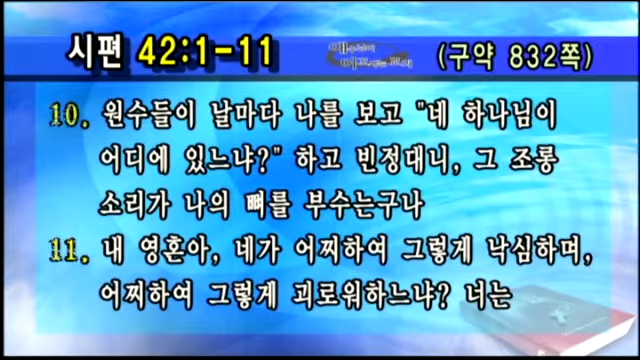 시편 42:1-11
(구약 832쪽)
10. 원수들이 날마다 나를 보고 "네 하나님이
어디에 있느냐?" 하고 빈정대니, 그 조롱
소리가 나의 뼈를 부수는구나
11. 내 영혼아, 네가 어찌하여 그렇게 낙심하며,
어찌하여 그렇게 괴로워하느냐? 너는